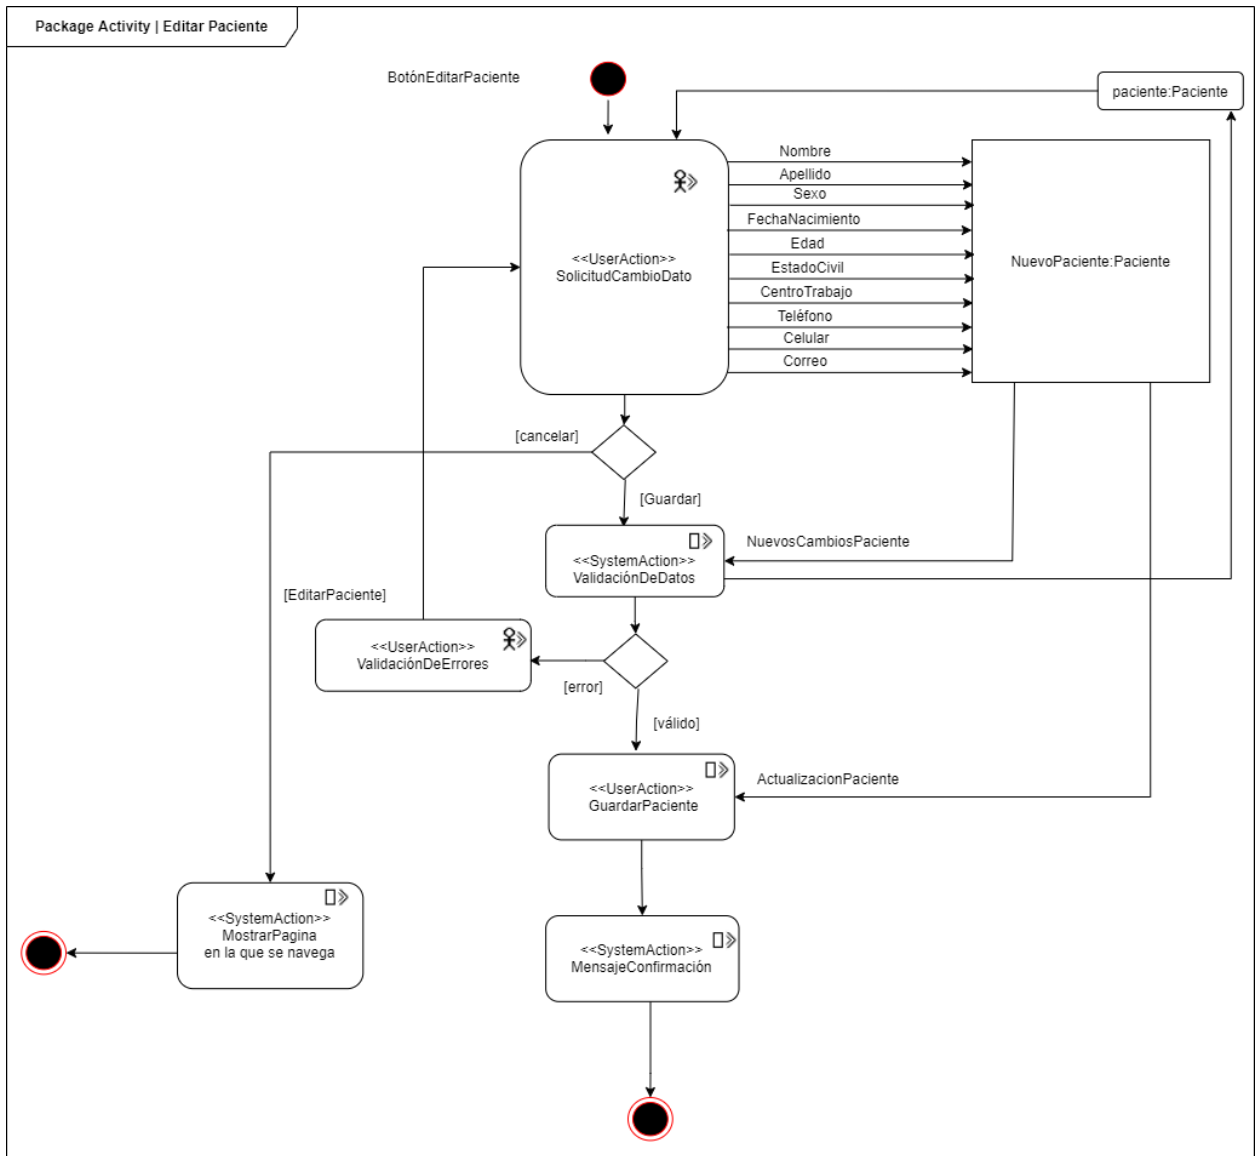 Package Activity | Editar Paciente
BotónEditarPaciente
paciente:Paciente
Nombre
Apellido
Sexo
FechaNacimiento
Edad
EstadoCivil
CentroTrabajo
Teléfono
Celular
Correo
<<UserAction>>
SolicitudCambioDato
NuevoPaciente:Paciente
[cancelar]
[Guardar]
NuevosCambiosPaciente
<<SystemAction>>
ValidaciónDeDatos
[EditarPaciente]
<<UserAction>>
ValidaciónDeErrores
[error]
[válido]
<<UserAction>>
GuardarPaciente
ActualizacionPaciente
<<SystemAction>>
MostrarPagina
en la que se navega
<<SystemAction>>
MensajeConfirmación